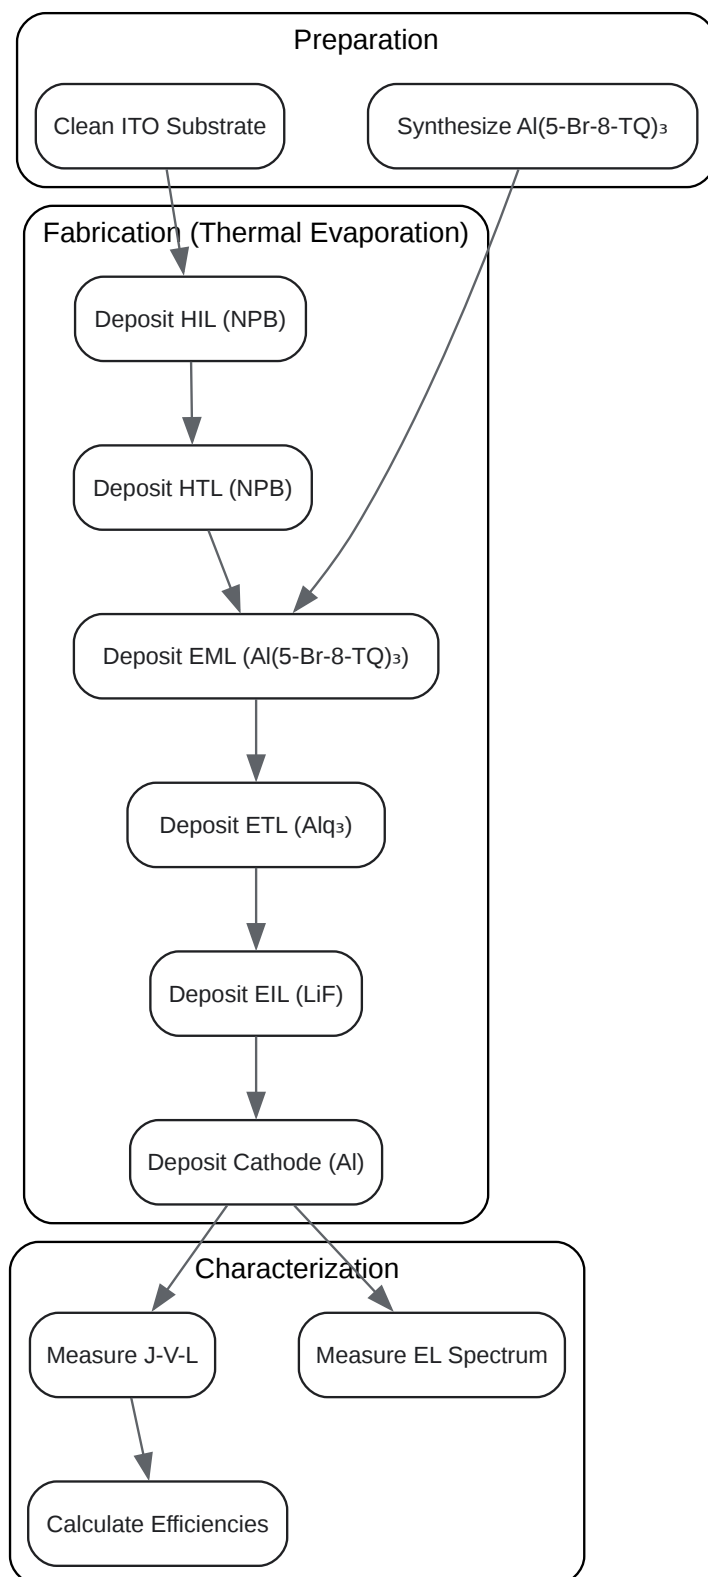 Preparation
Clean ITO Substrate
Synthesize Al(5-Br-8-TQ)₃
Fabrication (Thermal Evaporation)
Deposit HIL (NPB)
Deposit HTL (NPB)
Deposit EML (Al(5-Br-8-TQ)₃)
Deposit ETL (Alq₃)
Deposit EIL (LiF)
Deposit Cathode (Al)
Characterization
Measure J-V-L
Measure EL Spectrum
Calculate Efficiencies